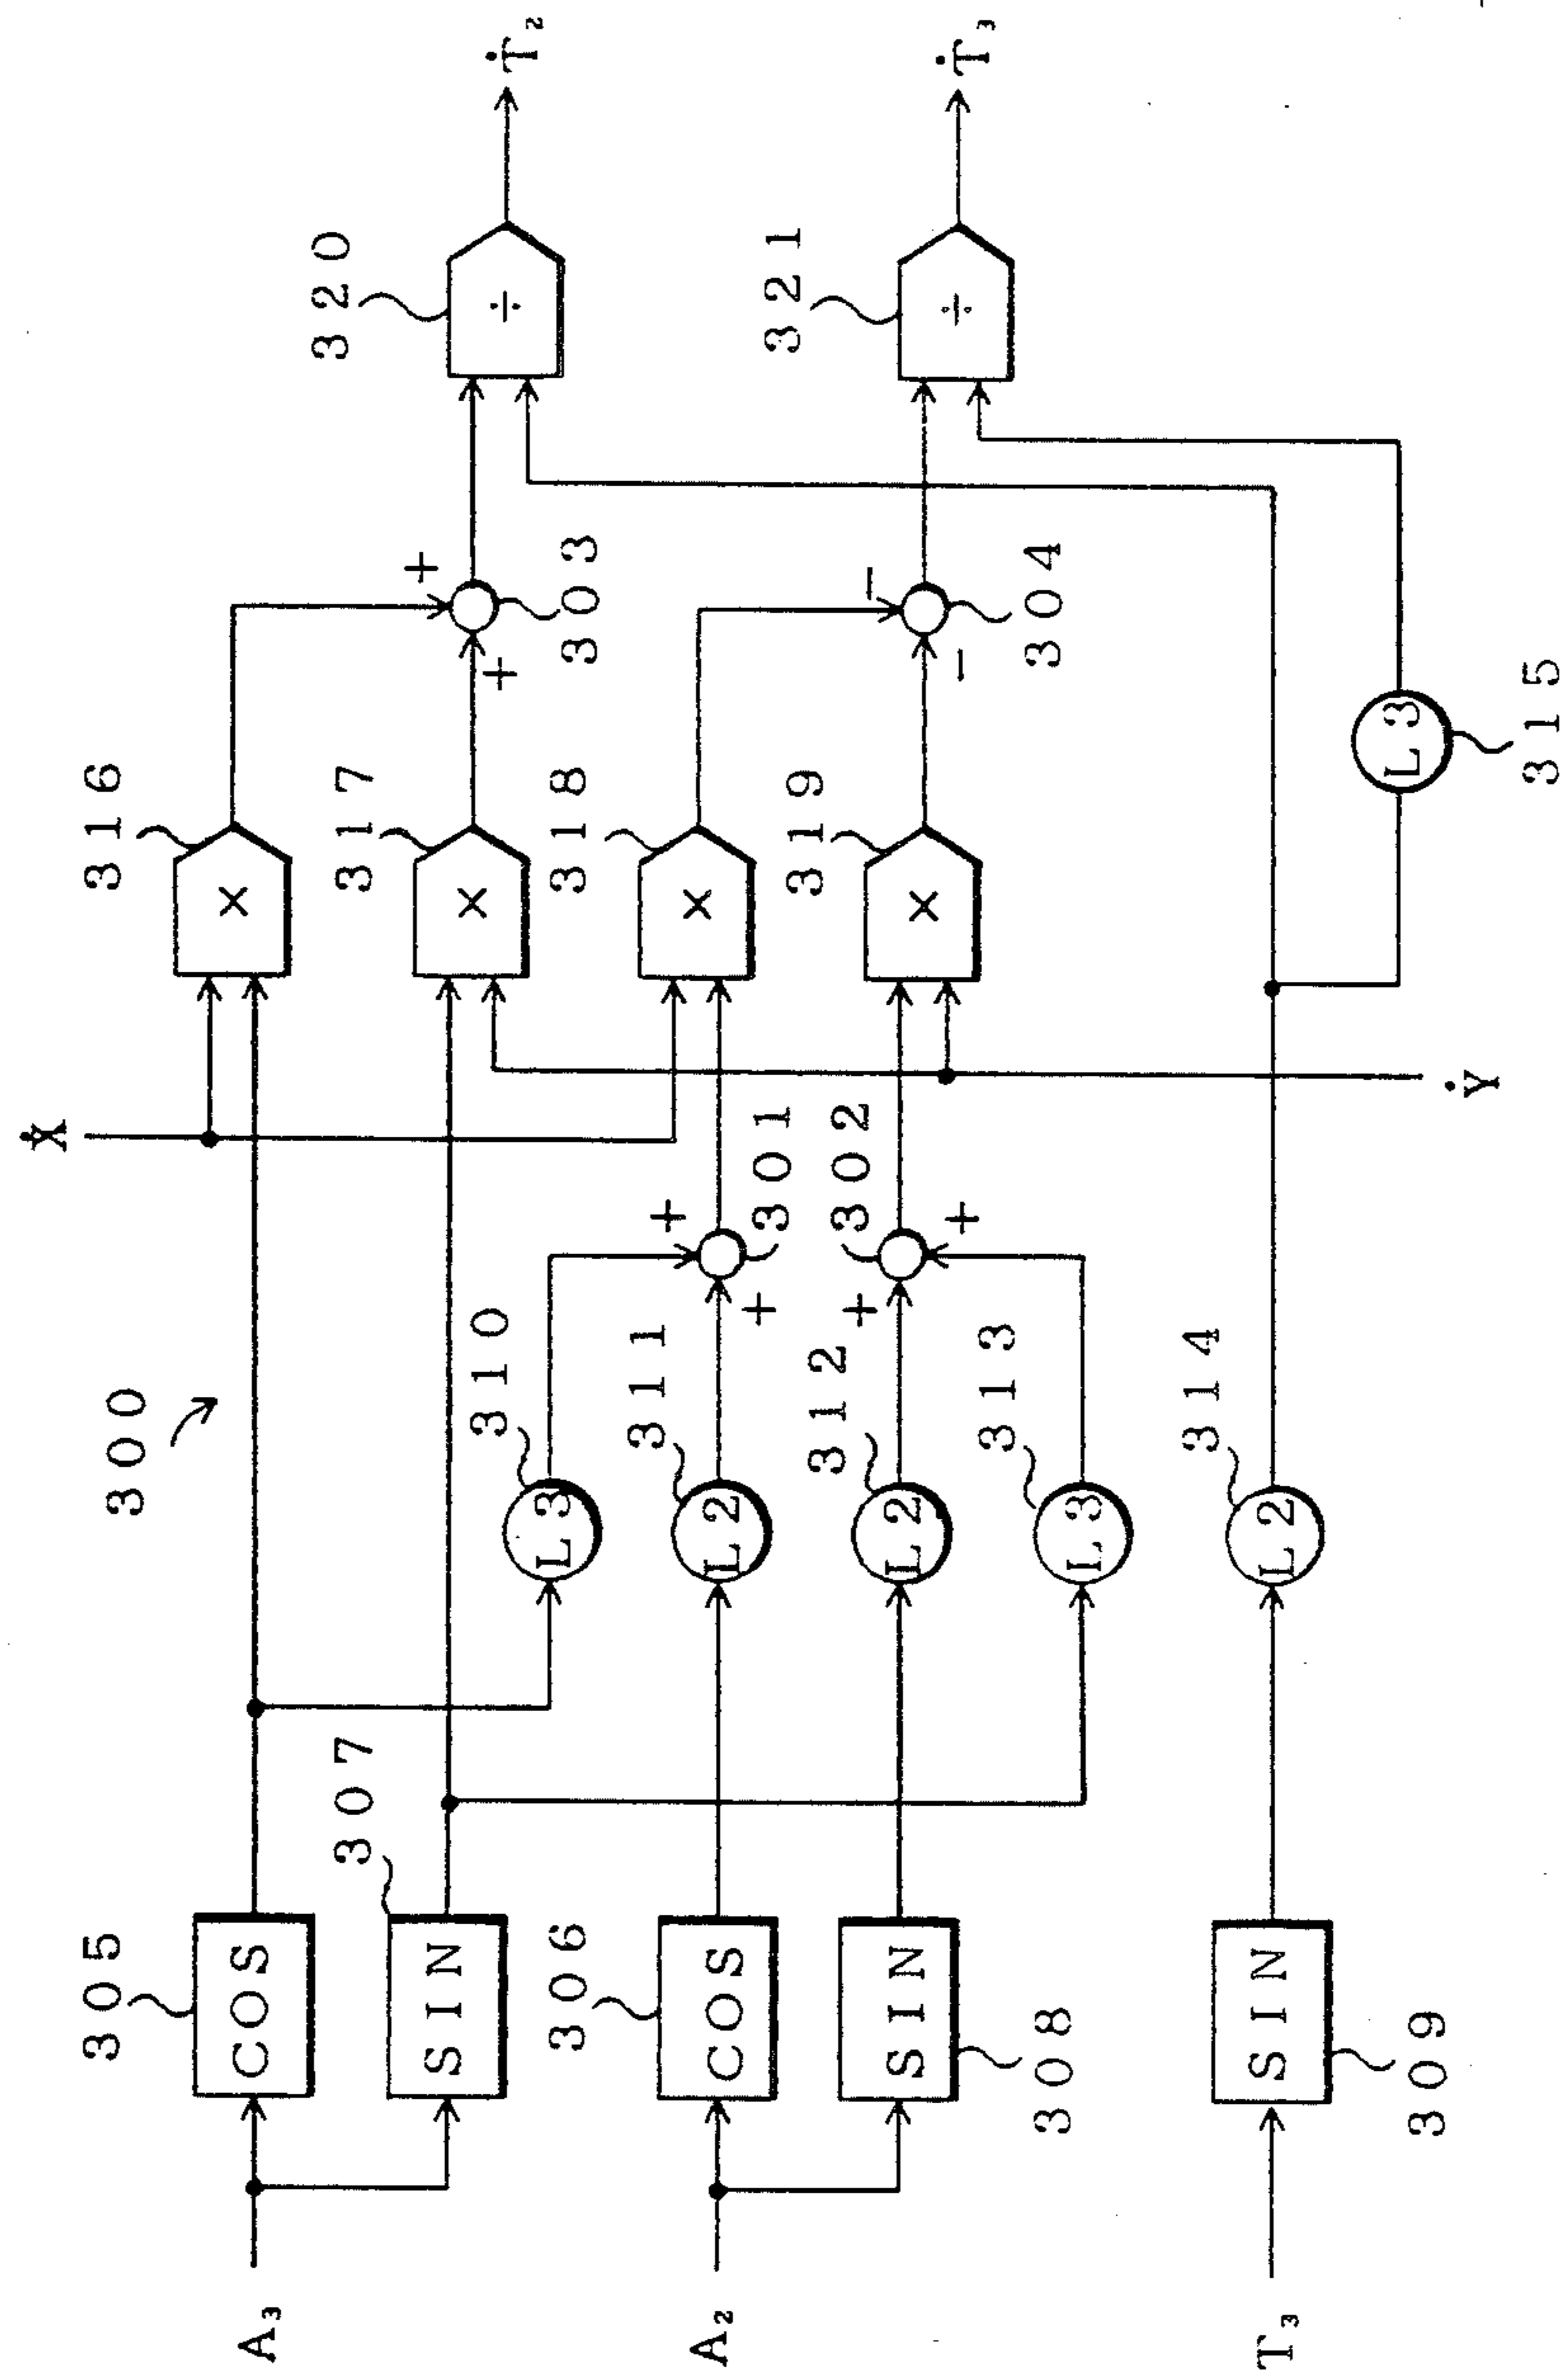 300
Ẋ
316
Ṫ₂
320
÷
305
COS
×
+
303
+
317
×
307
SIN
A₃
310
L3
318
×
+
301
+
311
L2
306
COS
A₂
−
304
−
Ṫ₃
321
÷
319
×
302
+
+
312
L2
308
SIN
313
L3
Ẏ
314
L2
309
SIN
T₃
L3
315